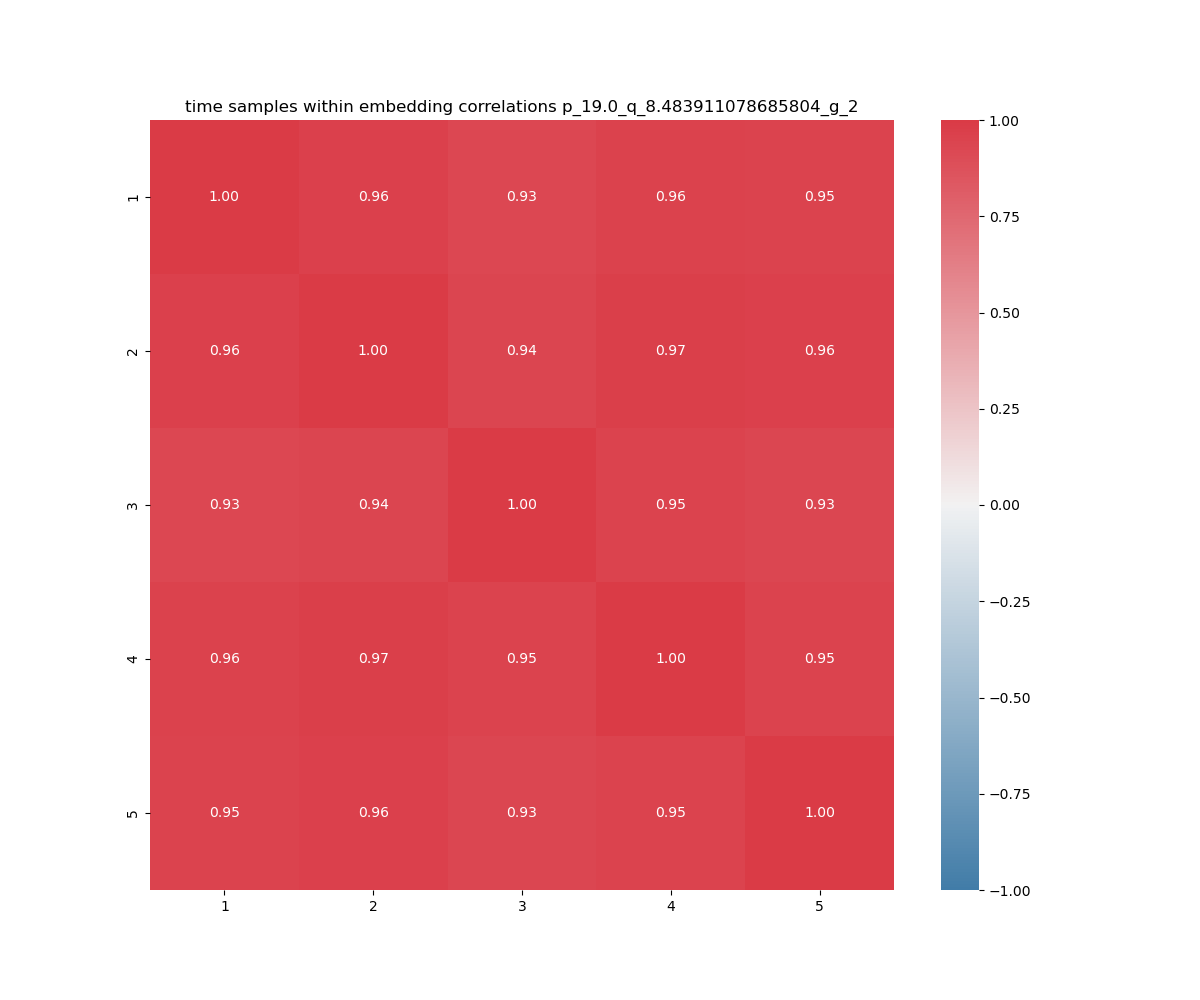 time samples within embedding correlations p_19.0_q_8.483911078685804_g_2
1.00
1 1.00 0.96 0.93 0.96 0.95
0.75
0.50
2 0.96 1.00 0.94 0.97 0.96
0.25
3 0.93 0.94 1.00 0.95 0.93
0.00
−0.25
4 0.96 0.97 0.95 1.00 0.95
−0.50
−0.75
5 0.95 0.96 0.93 0.95 1.00
−1.00
1 2 3 4 5